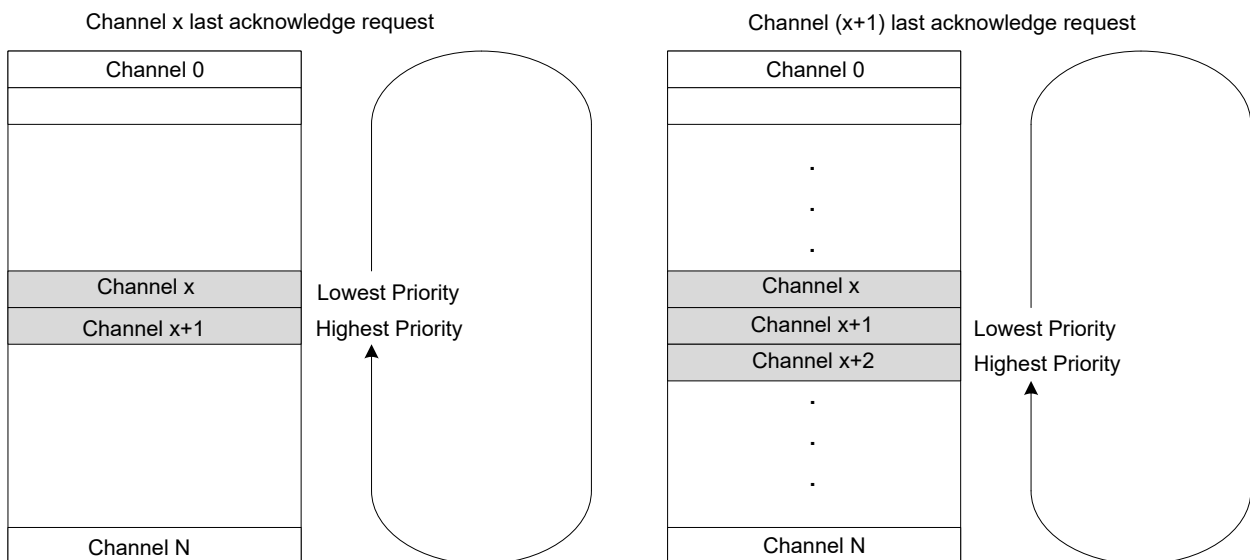 Channel x last acknowledge request
Channel 0
Channel x
Lowest Priority
Channel x+1
Highest Priority
Channel N
Channel (x+1) last acknowledge request
Channel 0
.
.
.
Channel x
Channel x+1
Lowest Priority
Channel x+2
Highest Priority
.
.
.
Channel N